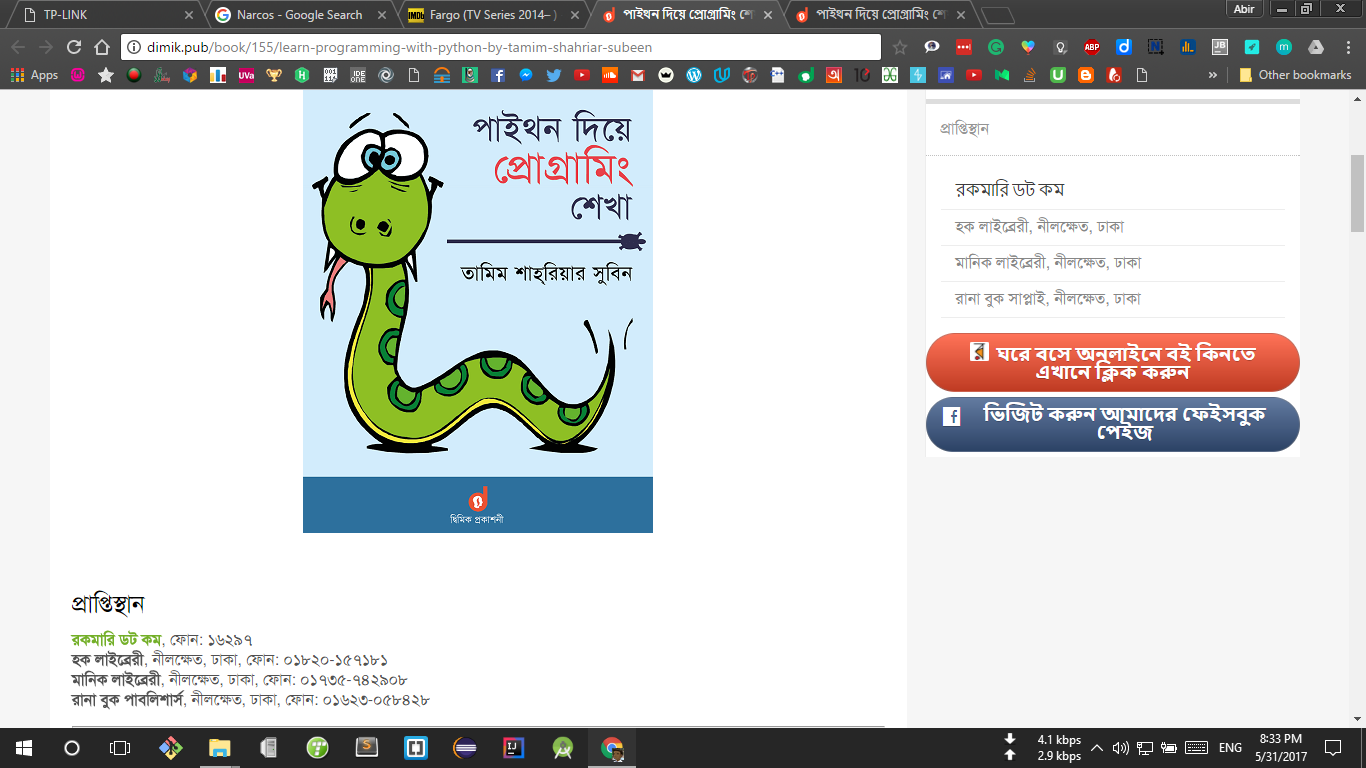 TP-LINK
Narcos - Google Search
Fargo (TV Series 2014– )
পাইথন দিয়ে প্রোগ্রামিং শে
পাইথন দিয়ে প্রোগ্রামিং শে
Abir
dimik.pub/book/155/learn-programming-with-python-by-tamim-shahriar-subeen
Apps
Other bookmarks
পাইথন দিয়ে
প্রোগ্রামিং
শেখা
তামিম শাহ্‌রিয়ার সুবিন
দ্বিমিক প্রকাশনী
প্রাপ্তিস্থান
রকমারি ডট কম, ফোন: ১৬২৯৭
হক লাইব্রেরী, নীলক্ষেত, ঢাকা, ফোন: ০১৮২০-১৫৭১৮১
মানিক লাইব্রেরী, নীলক্ষেত, ঢাকা, ফোন: ০১৭৩৫-৭৪২৯০৮
রানা বুক পাবলিশার্স, নীলক্ষেত, ঢাকা, ফোন: ০১৬২৩-০৫৮৪২৮
প্রাপ্তিস্থান
রকমারি ডট কম
হক লাইব্রেরী, নীলক্ষেত, ঢাকা
মানিক লাইব্রেরী, নীলক্ষেত, ঢাকা
রানা বুক সাপ্লাই, নীলক্ষেত, ঢাকা
ঘরে বসে অনলাইনে বই কিনতে
এখানে ক্লিক করুন
ভিজিট করুন আমাদের ফেইসবুক
পেইজ
4.1 kbps
2.9 kbps
ENG
8:33 PM
5/31/2017